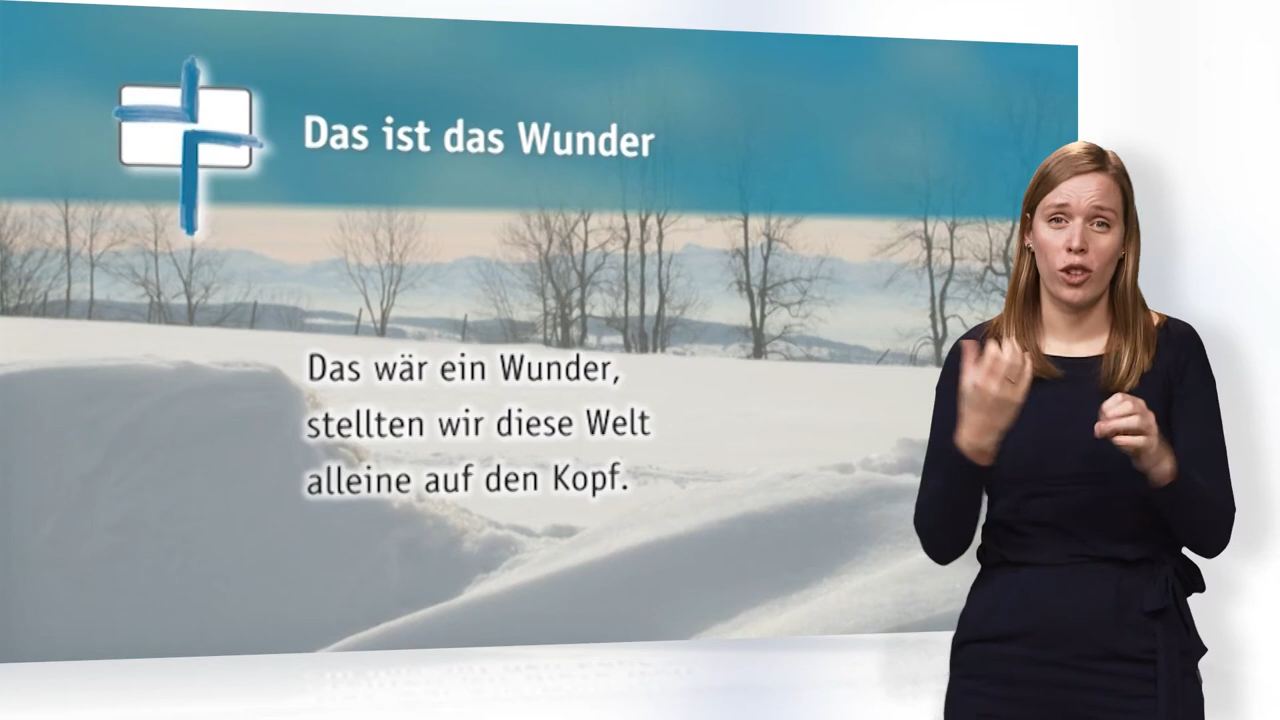 Das ist das Wunder
Das wär ein Wunder,
stellten wir diese Welt
alleine auf den Kopf.